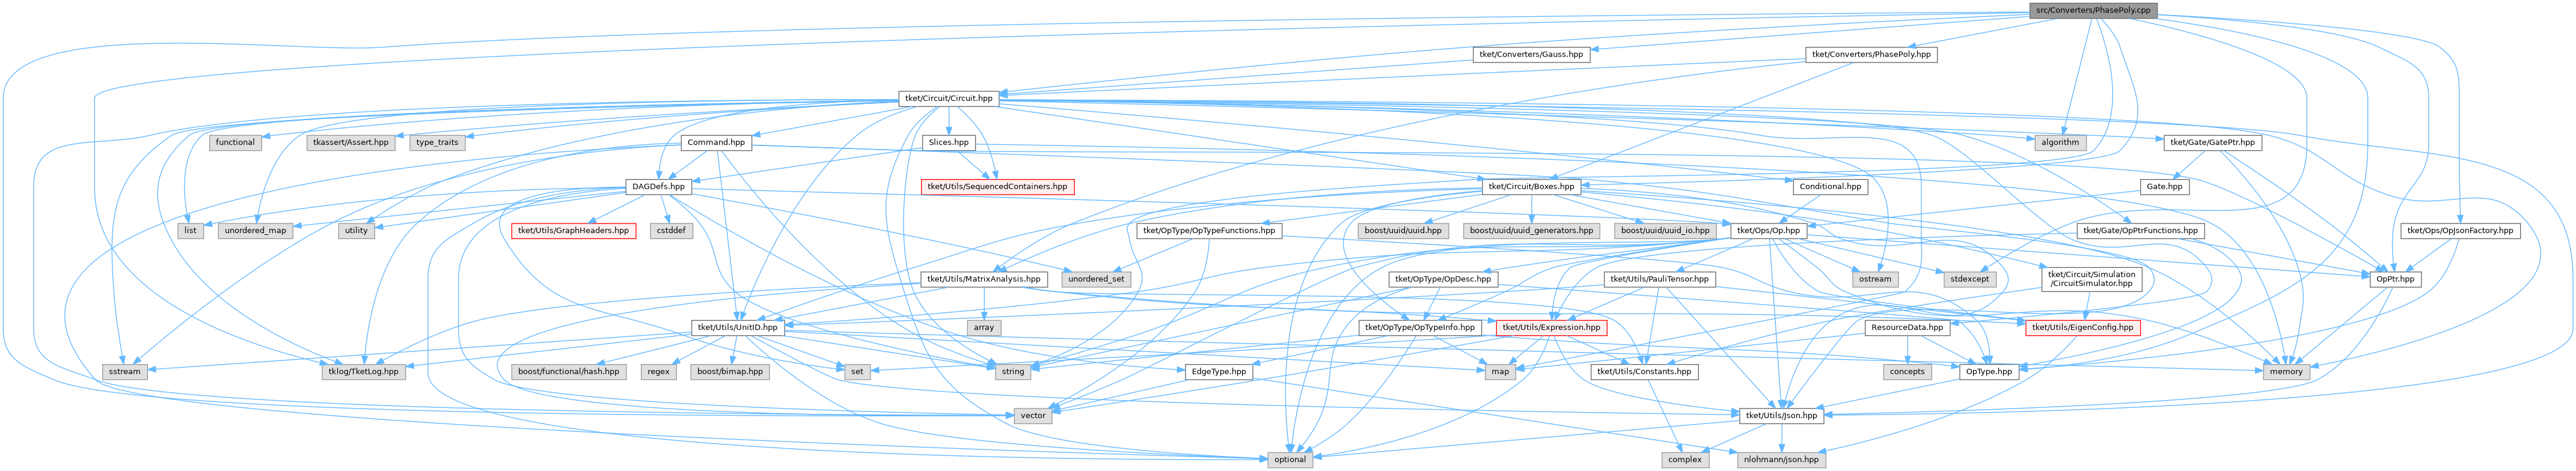 src/Converters/PhasePoly.cpp
tket/Converters/Gauss.hpp
tket/Converters/PhasePoly.hpp
tket/Circuit/Circuit.hpp
functional
tkassert/Assert.hpp
type_traits
Command.hpp
Slices.hpp
algorithm
tket/Gate/GatePtr.hpp
DAGDefs.hpp
tket/Utils/SequencedContainers.hpp
tket/Circuit/Boxes.hpp
Conditional.hpp
Gate.hpp
list
unordered_map
utility
tket/Utils/GraphHeaders.hpp
cstddef
tket/OpType/OpTypeFunctions.hpp
boost/uuid/uuid.hpp
boost/uuid/uuid_generators.hpp
boost/uuid/uuid_io.hpp
tket/Ops/Op.hpp
tket/Gate/OpPtrFunctions.hpp
tket/Ops/OpJsonFactory.hpp
tket/Utils/MatrixAnalysis.hpp
unordered_set
tket/OpType/OpDesc.hpp
tket/Utils/PauliTensor.hpp
ostream
stdexcept
tket/Circuit/Simulation
/CircuitSimulator.hpp
OpPtr.hpp
tket/Utils/UnitID.hpp
array
tket/OpType/OpTypeInfo.hpp
tket/Utils/Expression.hpp
ResourceData.hpp
tket/Utils/EigenConfig.hpp
sstream
tklog/TketLog.hpp
boost/functional/hash.hpp
regex
boost/bimap.hpp
set
string
EdgeType.hpp
map
tket/Utils/Constants.hpp
concepts
OpType.hpp
memory
vector
tket/Utils/Json.hpp
optional
complex
nlohmann/json.hpp